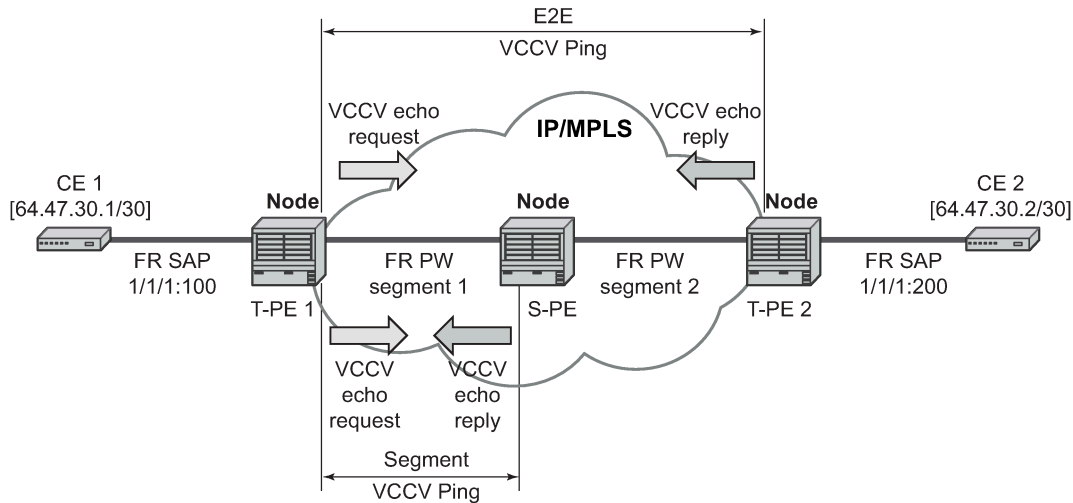 E2E
VCCV Ping
VCCV echo
request
IP/MPLS
VCCV echo
reply
CE 1
[64.47.30.1/30]
Node
Node
Node
CE 2
[64.47.30.2/30]
FR SAP
1/1/1:100
T-PE 1
FR PW
segment 1
S-PE
FR PW
segment 2
T-PE 2
FR SAP
1/1/1:200
VCCV
echo
request
VCCV
echo
reply
Segment
VCCV Ping